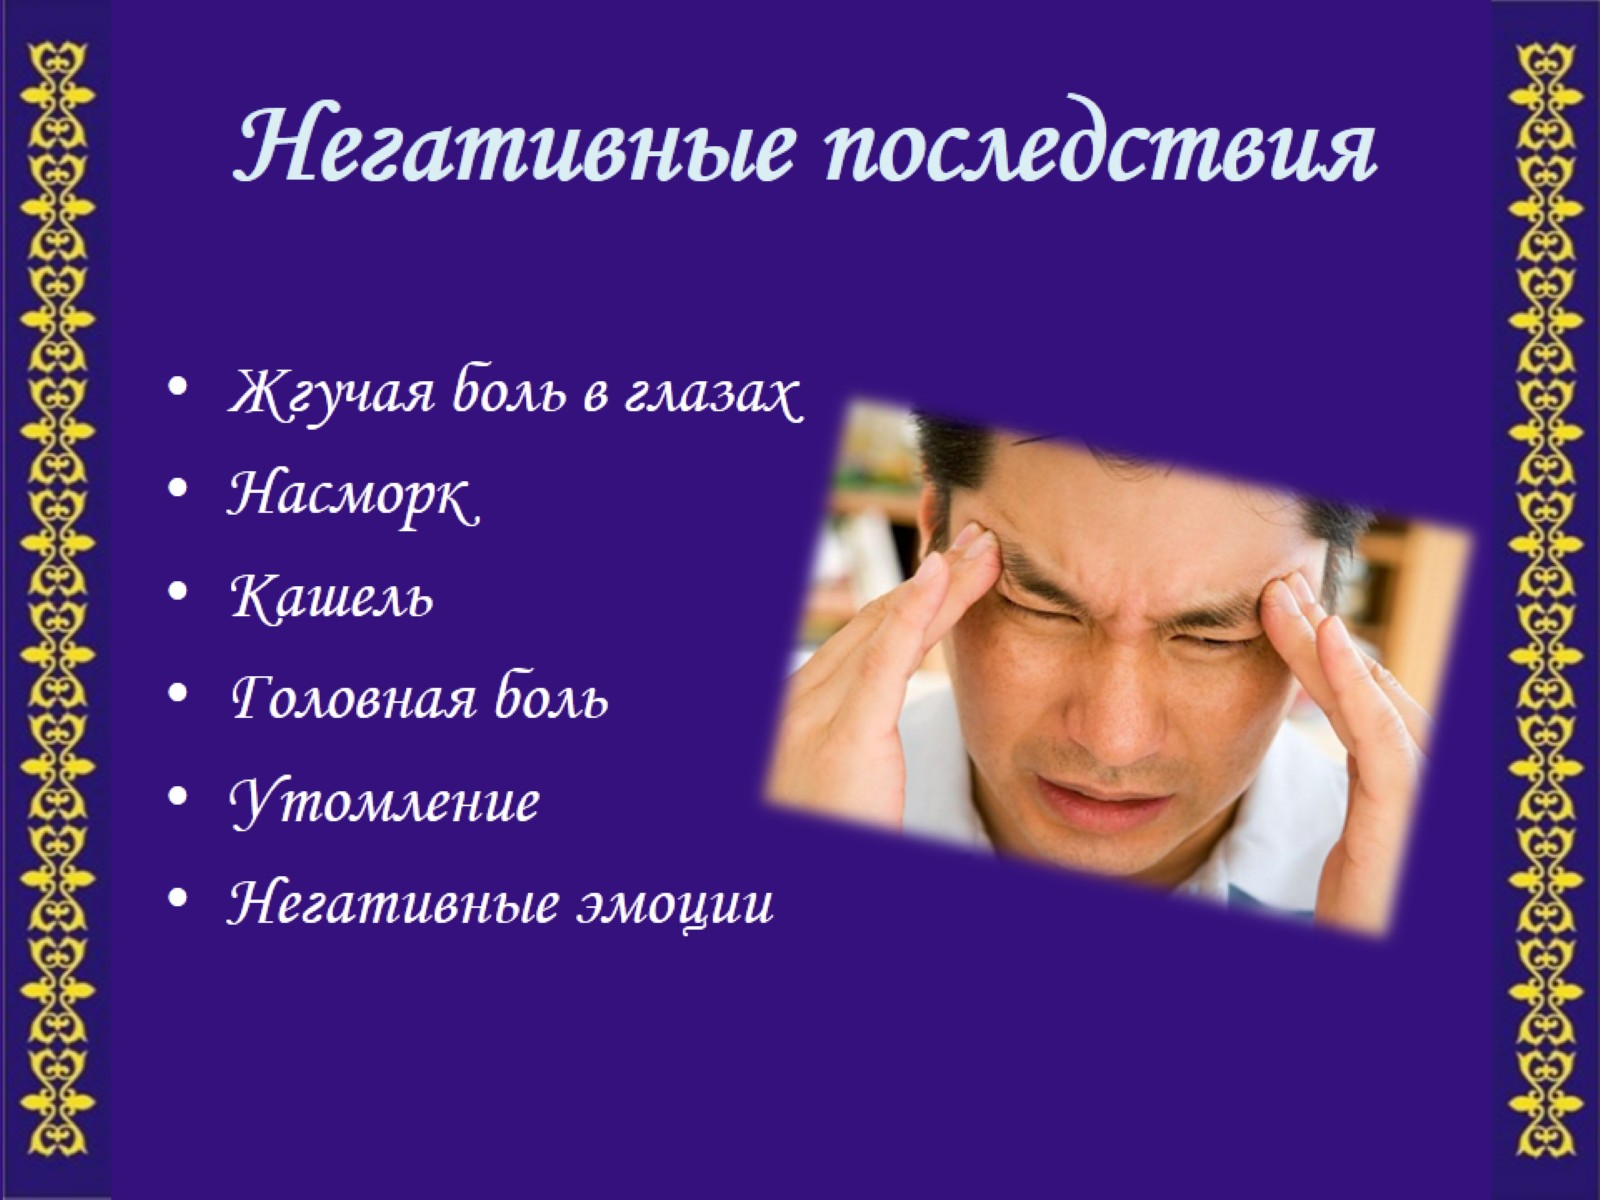 Негативные последствия
• Жгучая боль в глазах
• Насморк
• Кашель
• Головная боль
• Утомление
• Негативные эмоции